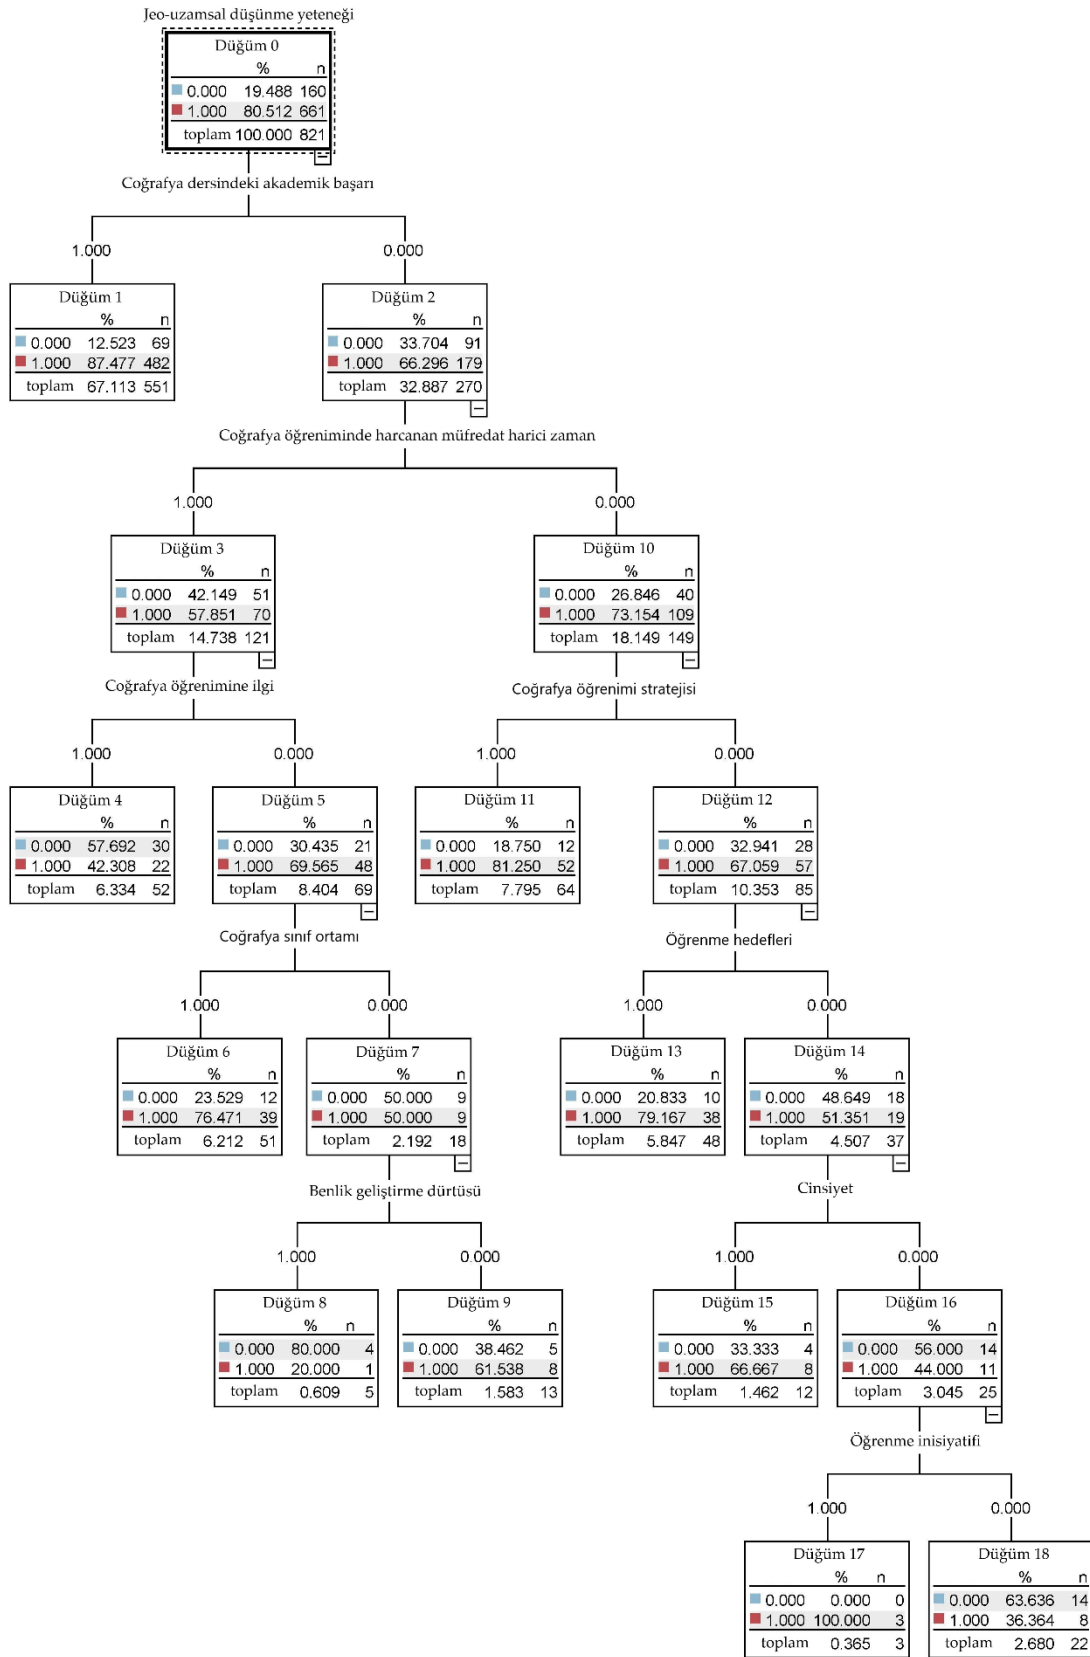 Jeo-uzamsal düşünme yeteneği
Düğüm 0
% n
0.000 19.488 160
1.000 80.512 661
toplam 100.000 821
Coğrafya dersindeki akademik başarı
1.000 0.000
Düğüm 1
% n
0.000 12.523 69
1.000 87.477 482
toplam 67.113 551
Düğüm 2
% n
0.000 33.704 91
1.000 66.296 179
toplam 32.887 270
Coğrafya öğreniminde harcanan müfredat harici zaman
1.000 0.000
Düğüm 3
% n
0.000 42.149 51
1.000 57.851 70
toplam 14.738 121
Düğüm 10
% n
0.000 26.846 40
1.000 73.154 109
toplam 18.149 149
Coğrafya öğrenimine ilgi
Coğrafya öğrenimi stratejisi
1.000 0.000 1.000 0.000
Düğüm 4
% n
0.000 57.692 30
1.000 42.308 22
toplam 6.334 52
Düğüm 5
% n
0.000 30.435 21
1.000 69.565 48
toplam 8.404 69
Düğüm 11
% n
0.000 18.750 12
1.000 81.250 52
toplam 7.795 64
Düğüm 12
% n
0.000 32.941 28
1.000 67.059 57
toplam 10.353 85
Coğrafya sınıf ortamı
Öğrenme hedefleri
1.000 0.000 1.000 0.000
Düğüm 6
% n
0.000 23.529 12
1.000 76.471 39
toplam 6.212 51
Düğüm 7
% n
0.000 50.000 9
1.000 50.000 9
toplam 2.192 18
Düğüm 13
% n
0.000 20.833 10
1.000 79.167 38
toplam 5.847 48
Düğüm 14
% n
0.000 48.649 18
1.000 51.351 19
toplam 4.507 37
Benlik geliştirme dürtüsü
Cinsiyet
1.000 0.000 1.000 0.000
Düğüm 8
% n
0.000 80.000 4
1.000 20.000 1
toplam 0.609 5
Düğüm 9
% n
0.000 38.462 5
1.000 61.538 8
toplam 1.583 13
Düğüm 15
% n
0.000 33.333 4
1.000 66.667 8
toplam 1.462 12
Düğüm 16
% n
0.000 56.000 14
1.000 44.000 11
toplam 3.045 25
Öğrenme inisiyatifi
1.000 0.000
Düğüm 17
% n
0.000 0.000 0
1.000 100.000 3
toplam 0.365 3
Düğüm 18
% n
0.000 63.636 14
1.000 36.364 8
toplam 2.680 22